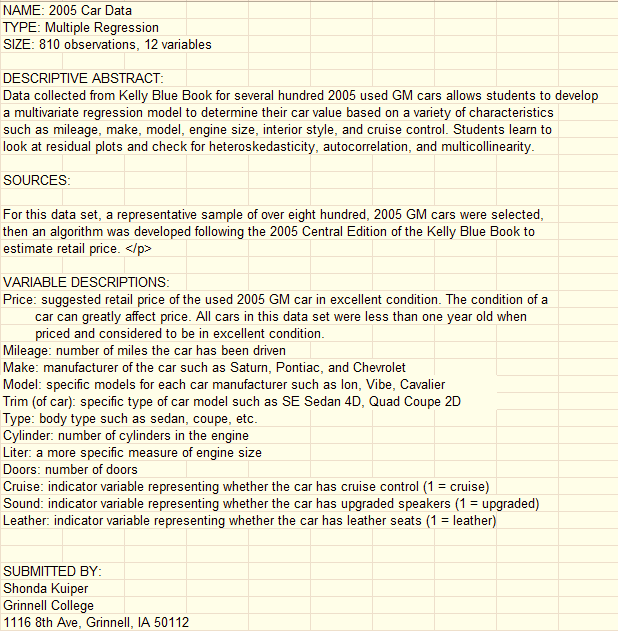 NAME: 2005 Car Data
TYPE: Multiple Regression
SIZE: 810 observations, 12 variables
DESCRIPTIVE ABSTRACT:
Data collected from Kelly Blue Book for several hundred 2005 used GM cars allows students to develop
a multivariate regression model to determine their car value based on a variety of characteristics
such as mileage, make, model, engine size, interior style, and cruise control. Students learn to
look at residual plots and check for heteroskedasticity, autocorrelation, and multicollinearity.
SOURCES:
For this data set, a representative sample of over eight hundred, 2005 GM cars were selected,
then an algorithm was developed following the 2005 Central Edition of the Kelly Blue Book to
estimate retail price. </p>
VARIABLE DESCRIPTIONS:
Price: suggested retail price of the used 2005 GM car in excellent condition. The condition of a
car can greatly affect price. All cars in this data set were less than one year old when
priced and considered to be in excellent condition.
Mileage: number of miles the car has been driven
Make: manufacturer of the car such as Saturn, Pontiac, and Chevrolet
Model: specific models for each car manufacturer such as Ion, Vibe, Cavalier
Trim (of car): specific type of car model such as SE Sedan 4D, Quad Coupe 2D
Type: body type such as sedan, coupe, etc.
Cylinder: number of cylinders in the engine
Liter: a more specific measure of engine size
Doors: number of doors
Cruise: indicator variable representing whether the car has cruise control (1 = cruise)
Sound: indicator variable representing whether the car has upgraded speakers (1 = upgraded)
Leather: indicator variable representing whether the car has leather seats (1 = leather)
SUBMITTED BY:
Shonda Kuiper
Grinnell College
1116 8th Ave, Grinnell, IA 50112